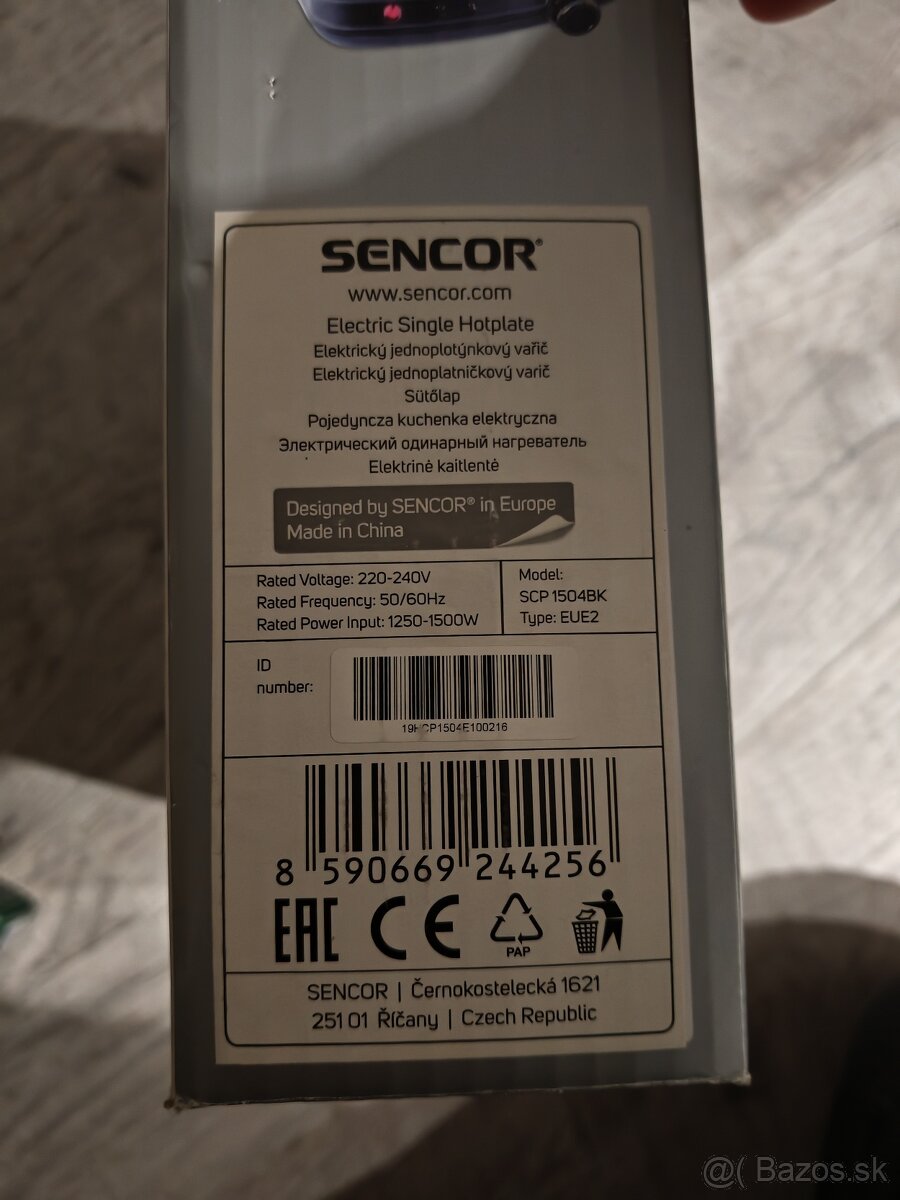 SENCOR®
www.sencor.com
Electric Single Hotplate
Elektrický jednoplotýnkový vařič
Elektrický jednoplatničkový varič
Sütőlap
Pojedyncza kuchenka elektryczna
Электрический одинарный нагреватель
Elektrinė kaitlentė
Designed by SENCOR® in Europe
Made in China
Rated Voltage: 220-240V
Rated Frequency: 50/60Hz
Rated Power Input: 1250-1500W
Model:
SCP 1504BK
Type: EUE2
ID
number:
19HCP1504E100216
8 590669 244256
EAC CE
PAP
SENCOR | Černokostelecká 1621
251 01 Říčany | Czech Republic
@( Bazos.sk